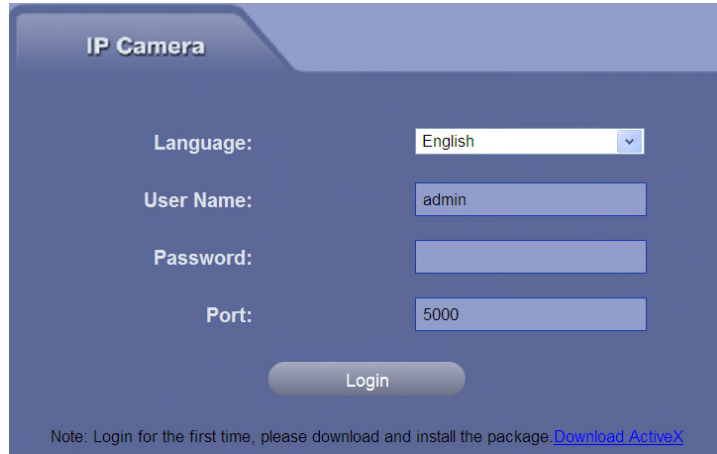 IP Camera
Language: English
User Name: admin
Password:
Port: 5000
Login
Note: Login for the first time, please download and install the package.Download ActiveX